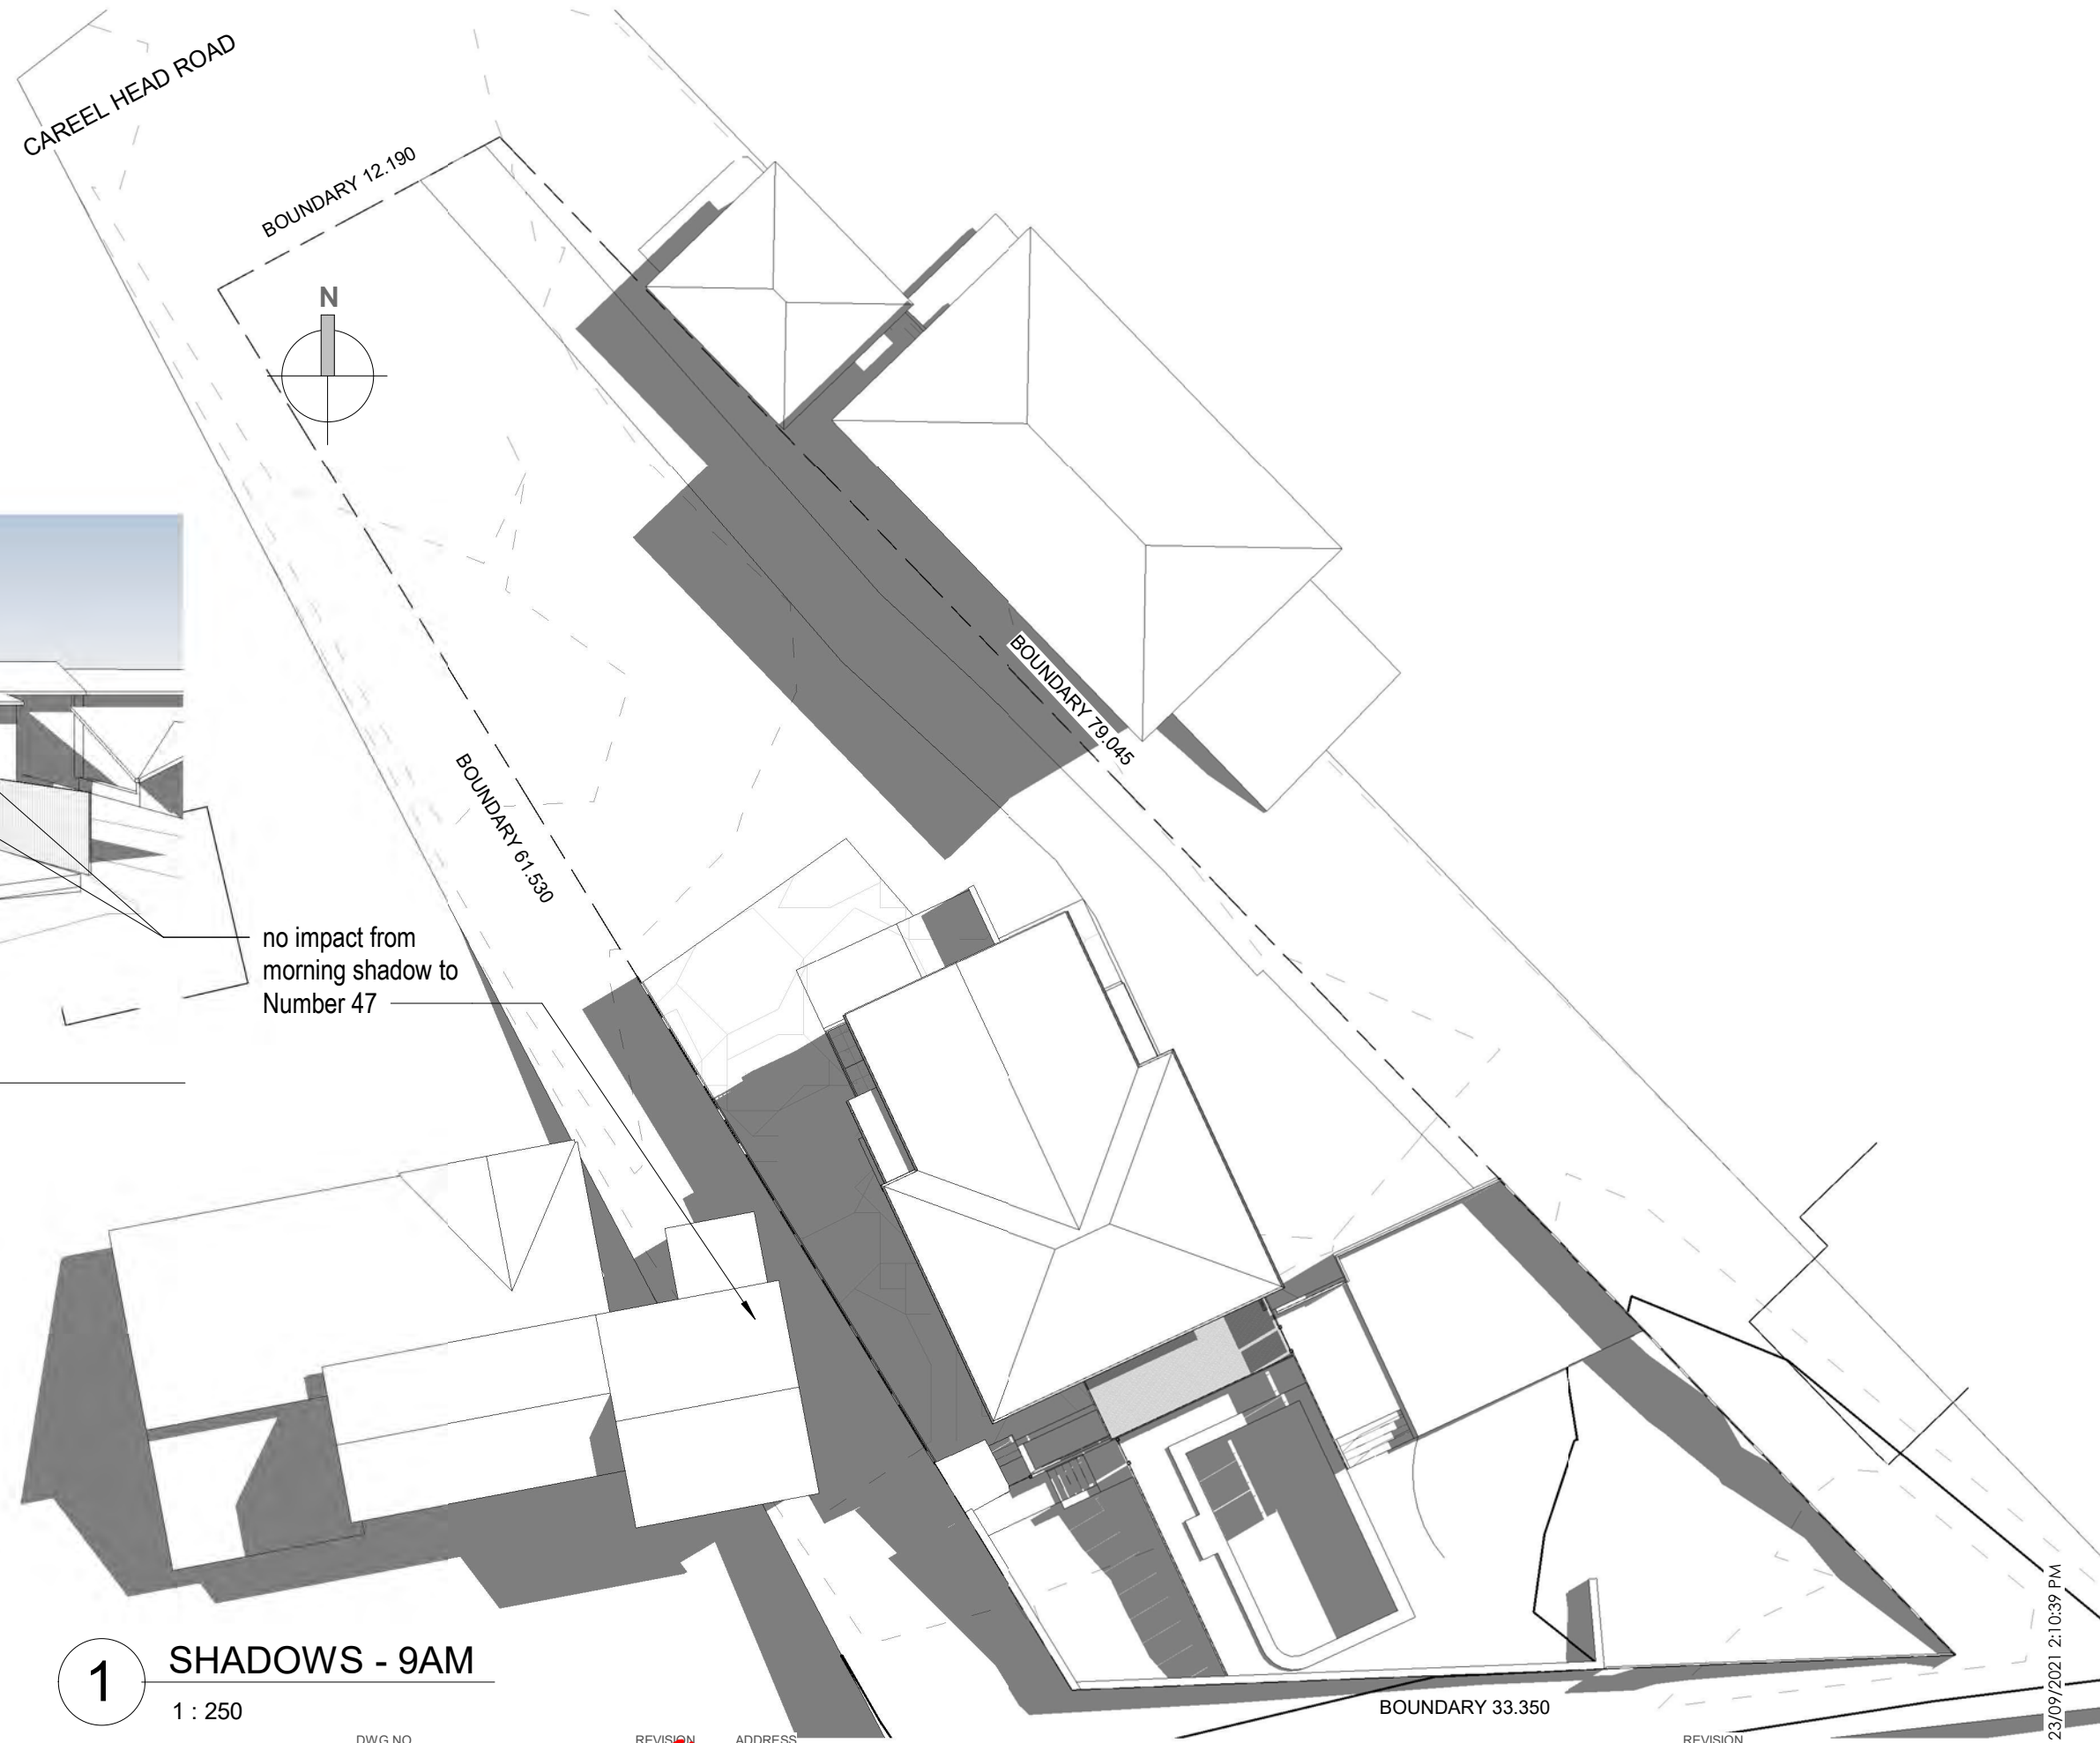 CAREEL HEAD ROAD
BOUNDARY 12.190
N
BOUNDARY 79.045
BOUNDARY 61.530
no impact from
morning shadow to
Number 47
1
SHADOWS - 9AM
1 : 250
BOUNDARY 33.350
23/09/2021 2:10:39 PM
DWG NO
REVISION
ADDRESS
REVISION